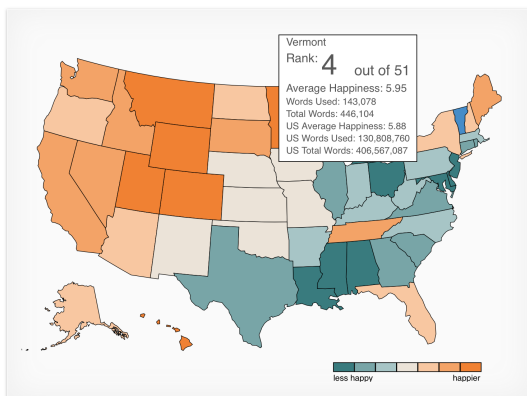 Vermont
Rank: 4 out of 51
Average Happiness: 5.95
Words Used: 143,078
Total Words: 446,104
US Average Happiness: 5.88
US Words Used: 130,808,760
US Total Words: 406,567,087
less happy happier